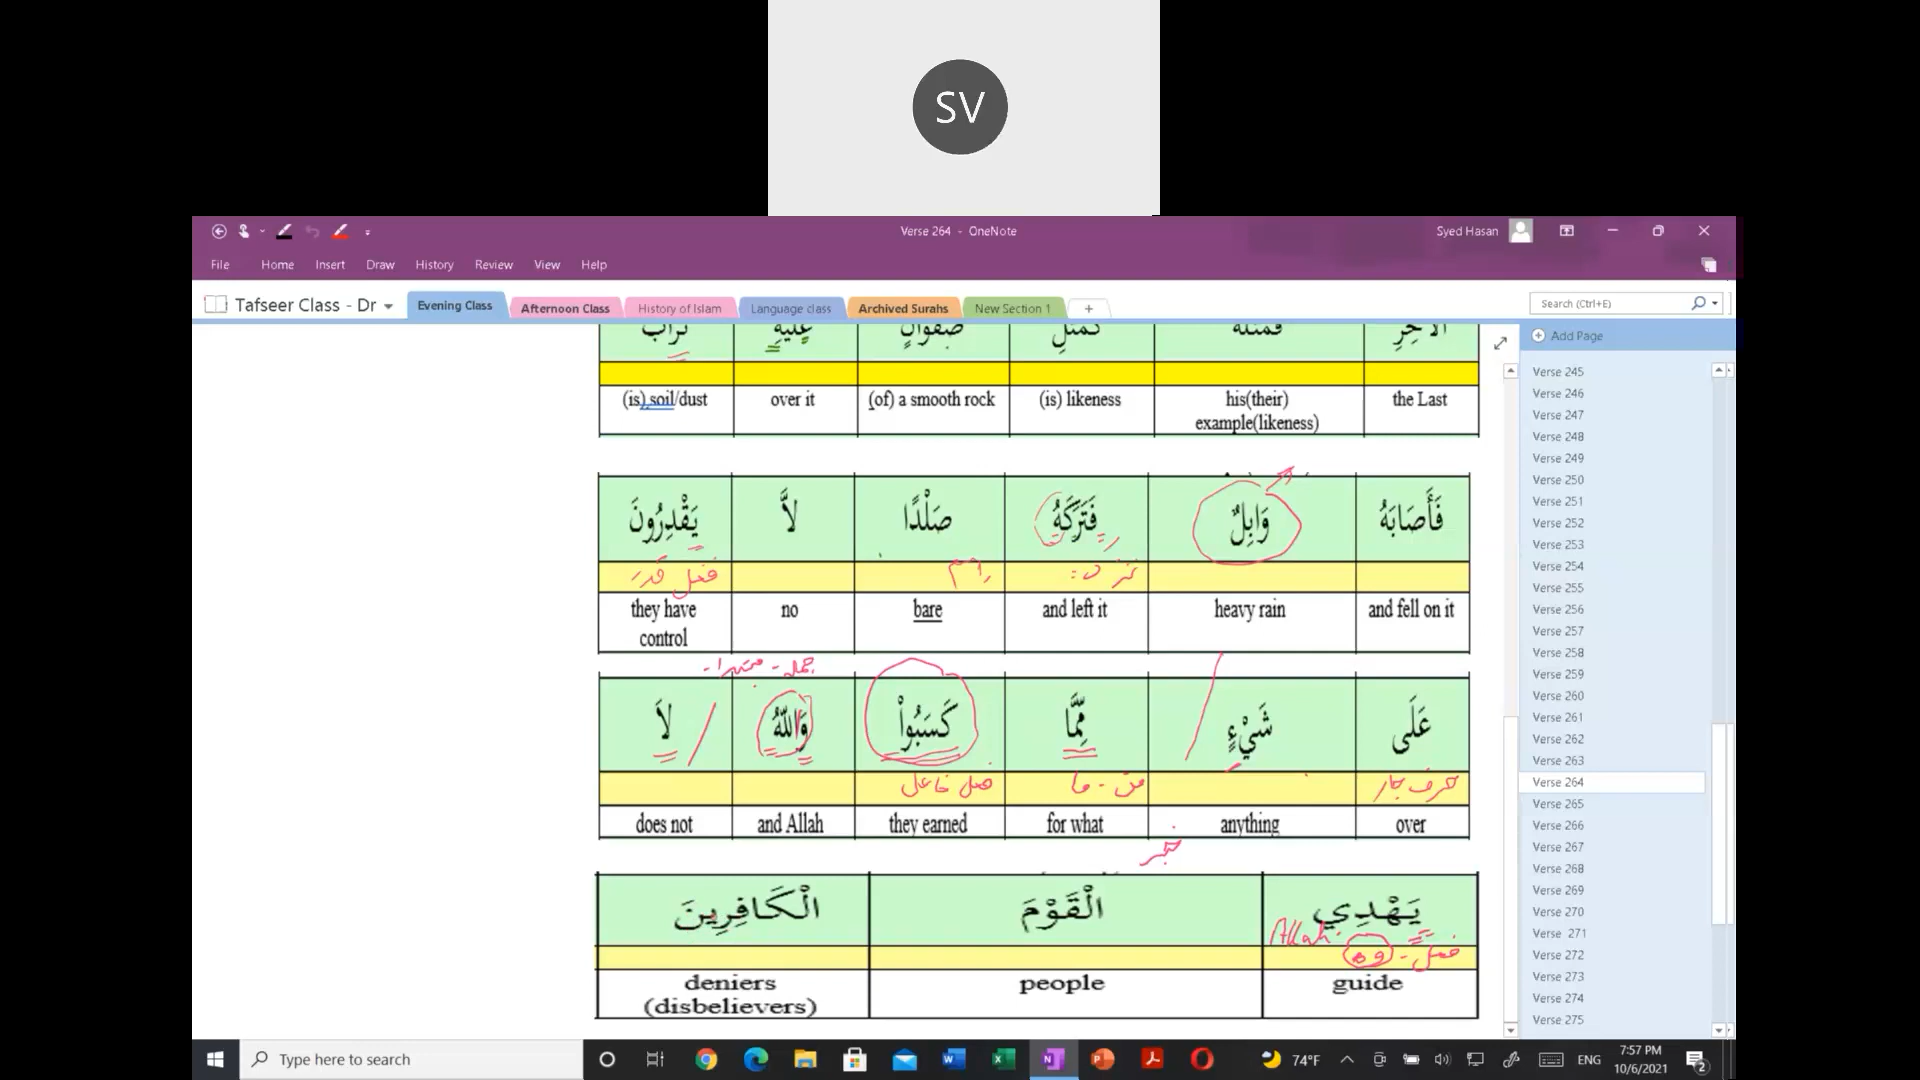 SV
Verse 264 - OneNote
Syed Hasan
File Home Insert Draw History Review View Help
Tafseer Class - Dr
Evening Class Afternoon Class History of Islam Language class Archived Surahs New Section 1 +
Search (Ctrl+E)
Add Page
الآخِرِ فَمَثَلُهُ كَمَثَلِ صَفْوَانٍ عَلَيْهِ تُرَابٌ
the Last his(their) example(likeness) (is) likeness (of) a smooth rock over it (is) soil/dust
فَأَصَابَهُ وَابِلٌ فَتَرَكَهُ صَلْدًا لاَّ يَقْدِرُونَ
فعل قدر
and fell on it heavy rain and left it bare no they have control
عَلَى شَيْءٍ مِّمَّا كَسَبُواْ وَاللّهُ لاَ
حرف جار من - ما فعل فاعل
over anything for what they earned and Allah does not
خبر
يَهْدِي الْقَوْمَ الْكَافِرِينَ
Allah
فعل - هو
guide people deniers (disbelievers)
Verse 245
Verse 246
Verse 247
Verse 248
Verse 249
Verse 250
Verse 251
Verse 252
Verse 253
Verse 254
Verse 255
Verse 256
Verse 257
Verse 258
Verse 259
Verse 260
Verse 261
Verse 262
Verse 263
Verse 264
Verse 265
Verse 266
Verse 267
Verse 268
Verse 269
Verse 270
Verse 271
Verse 272
Verse 273
Verse 274
Verse 275
Type here to search
74°F ENG 7:57 PM
10/6/2021
2